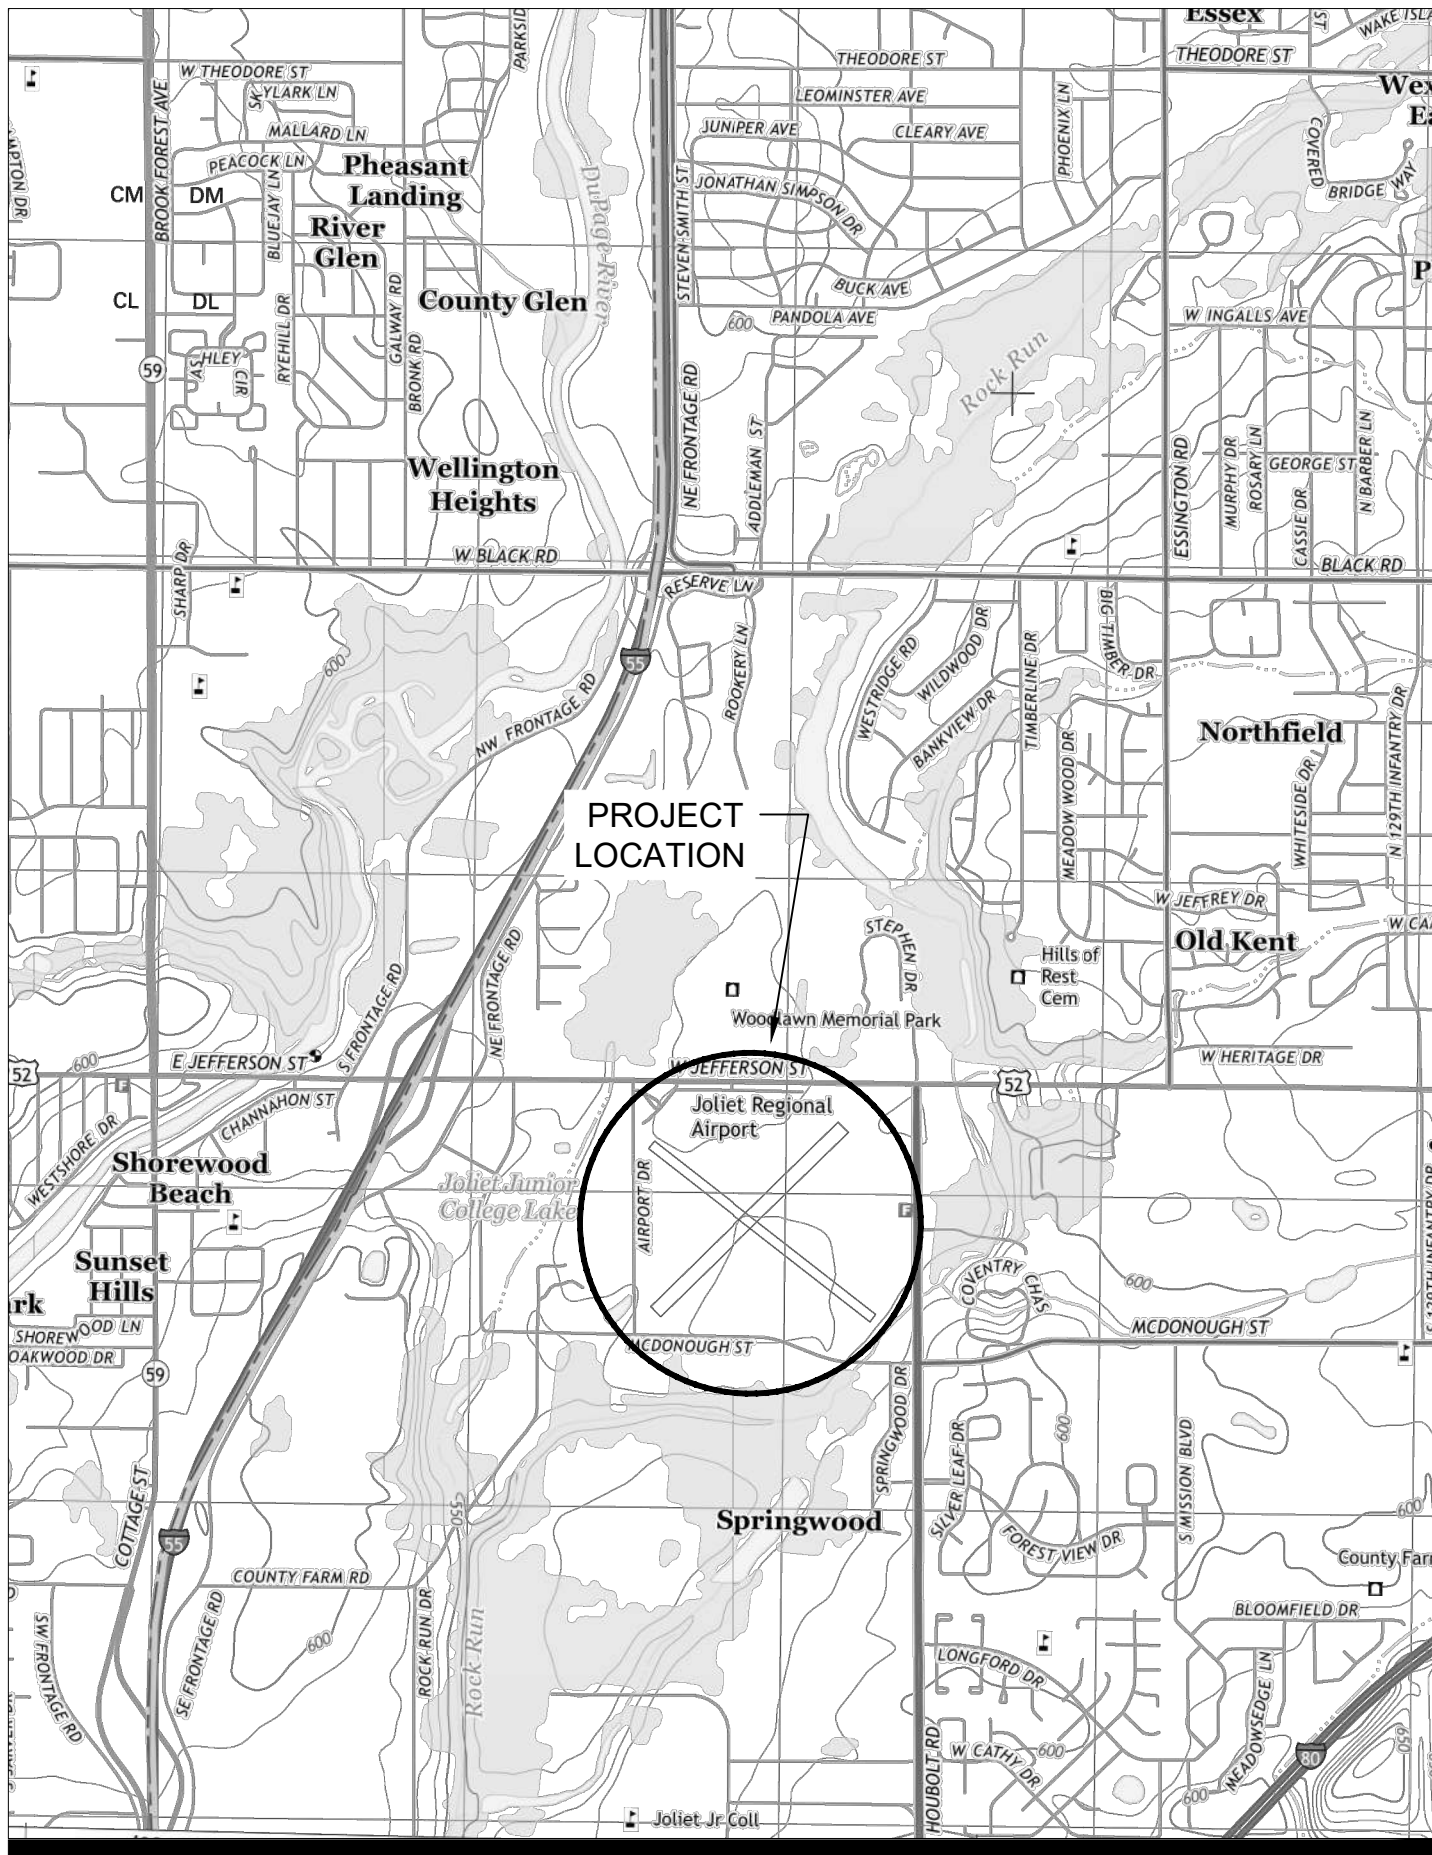 Essex
ST
PARKSID
THEODORE ST
THEODORE ST
W THEODORE ST
SKYLARK LN
LEOMINSTER AVE
Wex
Ea
BROOK FOREST AVE
MALLARD LN
JUNIPER AVE
CLEARY AVE
PHOENIX LN
COVERED
BRIDGE WAY
PEACOCK LN
Pheasant
Landing
DuPage River
STEVEN SMITH ST
JONATHAN SIMPSON DR
CM
DM
BLUEJAY LN
River
Glen
CL
DL
RYEHILL DR
GALWAY RD
County Glen
BUCK AVE
PANDOLA AVE
600
W INGALLS AVE
P
ASHLEY
CIR
59
BRONK RD
NE FRONTAGE RD
ADDLEMAN ST
Rock Run
ESSINGTON RD
MURPHY DR
ROSARY LN
GEORGE ST
CASSIE DR
N BARBER LN
Wellington
Heights
W BLACK RD
BLACK RD
SHARP DR
RESERVE LN
ROOKERY LN
600
55
WESTRIDGE RD
WILDWOOD DR
BANKVIEW DR
TIMBERLINE DR
BIG TIMBER DR
NW FRONTAGE RD
MEADOW WOOD DR
Northfield
WHITESIDE DR
N 129TH INFANTRY DR
PROJECT
LOCATION
W JEFFREY DR
Old Kent
W CA
STEPHEN DR
Hills of
Rest
Cem
NE FRONTAGE RD
S FRONTAGE RD
Woodlawn Memorial Park
600
E JEFFERSON ST
W JEFFERSON ST
W HERITAGE DR
52
52
F
CHANNAHON ST
WESTSHORE DR
Joliet Regional
Airport
Shorewood
Beach
Joliet Junior
College Lake
AIRPORT DR
F
Sunset
Hills
rk
COVENTRY CHAS
600
S 129TH INFANTRY DR
SHOREWOOD LN
OAKWOOD DR
MCDONOUGH ST
MCDONOUGH ST
59
SPRINGWOOD DR
SILVER LEAF DR
600
S MISSION BLVD
COTTAGE ST
550
Springwood
600
55
FOREST VIEW DR
County Far
COUNTY FARM RD
SW FRONTAGE RD
SE FRONTAGE RD
600
ROCK RUN DR
Rock Run
BLOOMFIELD DR
LONGFORD DR
MEADOWSEDGE LN
W CATHY DR
600
600
80
650
HOUBOLT RD
Joliet Jr Coll